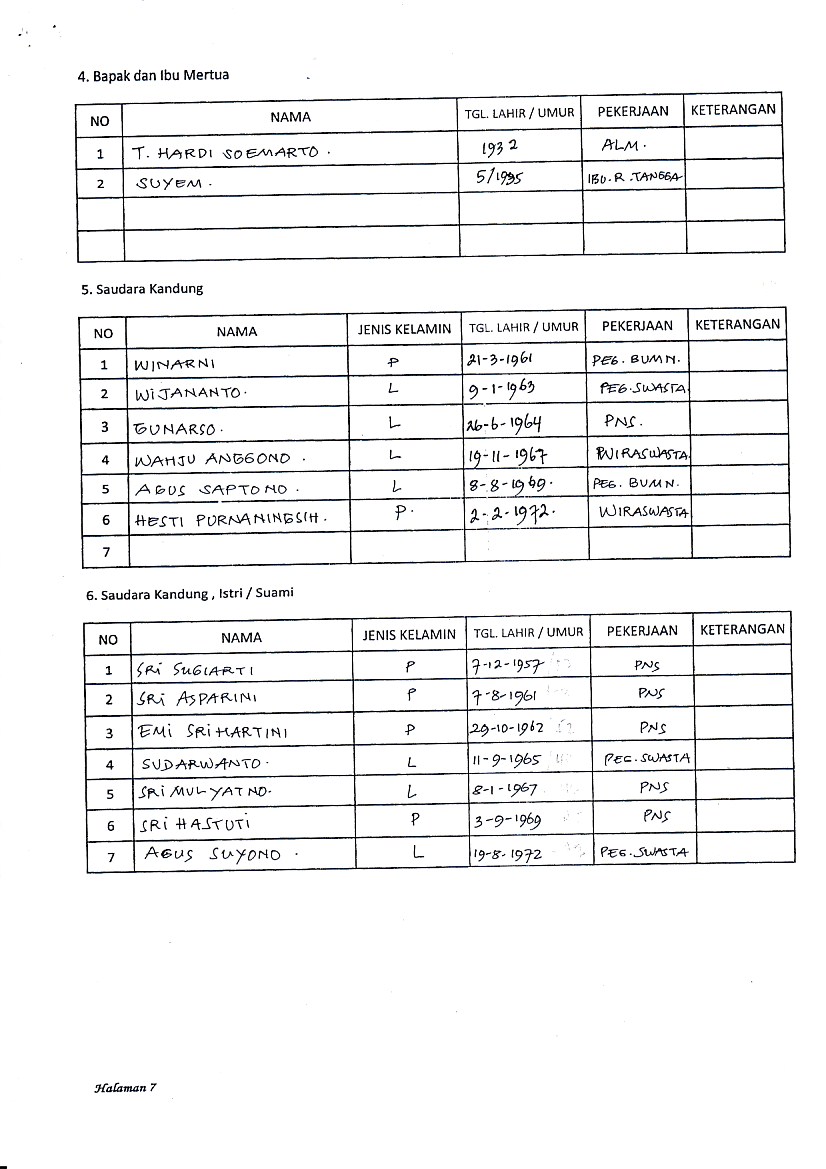 4. Bapak dan Ibu Mertua
NO NAMA TGL. LAHIR / UMUR PEKERJAAN KETERANGAN
1 T. HARDI SOEMARTO. 1932 ALM.
2 SUYEM. 5/1935 IBU.R.TANGGA
5. Saudara Kandung
NO NAMA JENIS KELAMIN TGL. LAHIR / UMUR PEKERJAAN KETERANGAN
1 WINARNI P 21-3-1961 PEG. BUMN.
2 WIJANANTO. L 9-1-1963 PEG.SWASTA
3 GUNARSO. L 26-6-1964 PNS.
4 WAHJU ANGGONO. L 19-11-1967 WIRASWASTA
5 AGUS SAPTONO. L 8-8-1969. PEG. BUMN.
6 HESTI PURNANINGSIH. P. 2-2-1972. WIRASWASTA
7
6. Saudara Kandung , Istri / Suami
NO NAMA JENIS KELAMIN TGL. LAHIR / UMUR PEKERJAAN KETERANGAN
1 SRI SUGIARTI P 7-12-1957 PNS
2 SRI ASPARINI P 7-8-1961 PNS
3 EMI SRIHARTINI P 29-10-1962 PNS
4 SUDARWANTO. L 11-9-1965 PEG.SWASTA
5 SRI MULYATNO. L 8-1-1967 PNS
6 SRI HASTUTI P 3-9-1969 PNS
7 AGUS SUYONO. L 19-8-1972 PEG.SWASTA
Halaman 7